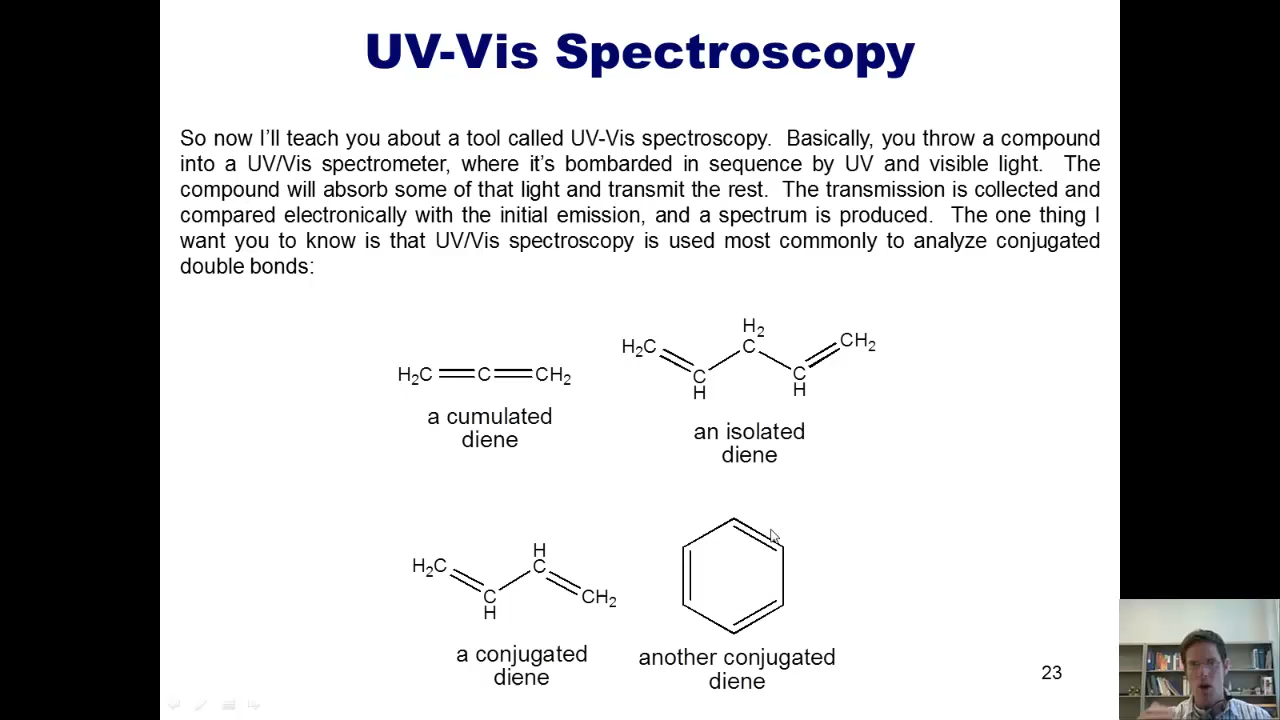 UV-Vis Spectroscopy
So now I'll teach you about a tool called UV-Vis spectroscopy. Basically, you throw a compound
into a UV/Vis spectrometer, where it's bombarded in sequence by UV and visible light. The
compound will absorb some of that light and transmit the rest. The transmission is collected and
compared electronically with the initial emission, and a spectrum is produced. The one thing I
want you to know is that UV/Vis spectroscopy is used most commonly to analyze conjugated
double bonds:
H₂C C CH₂
a cumulated
diene
H₂
H₂C C CH₂
C C
H H
an isolated
diene
H
H₂C C
C CH₂
H
a conjugated
diene
another conjugated
diene
23